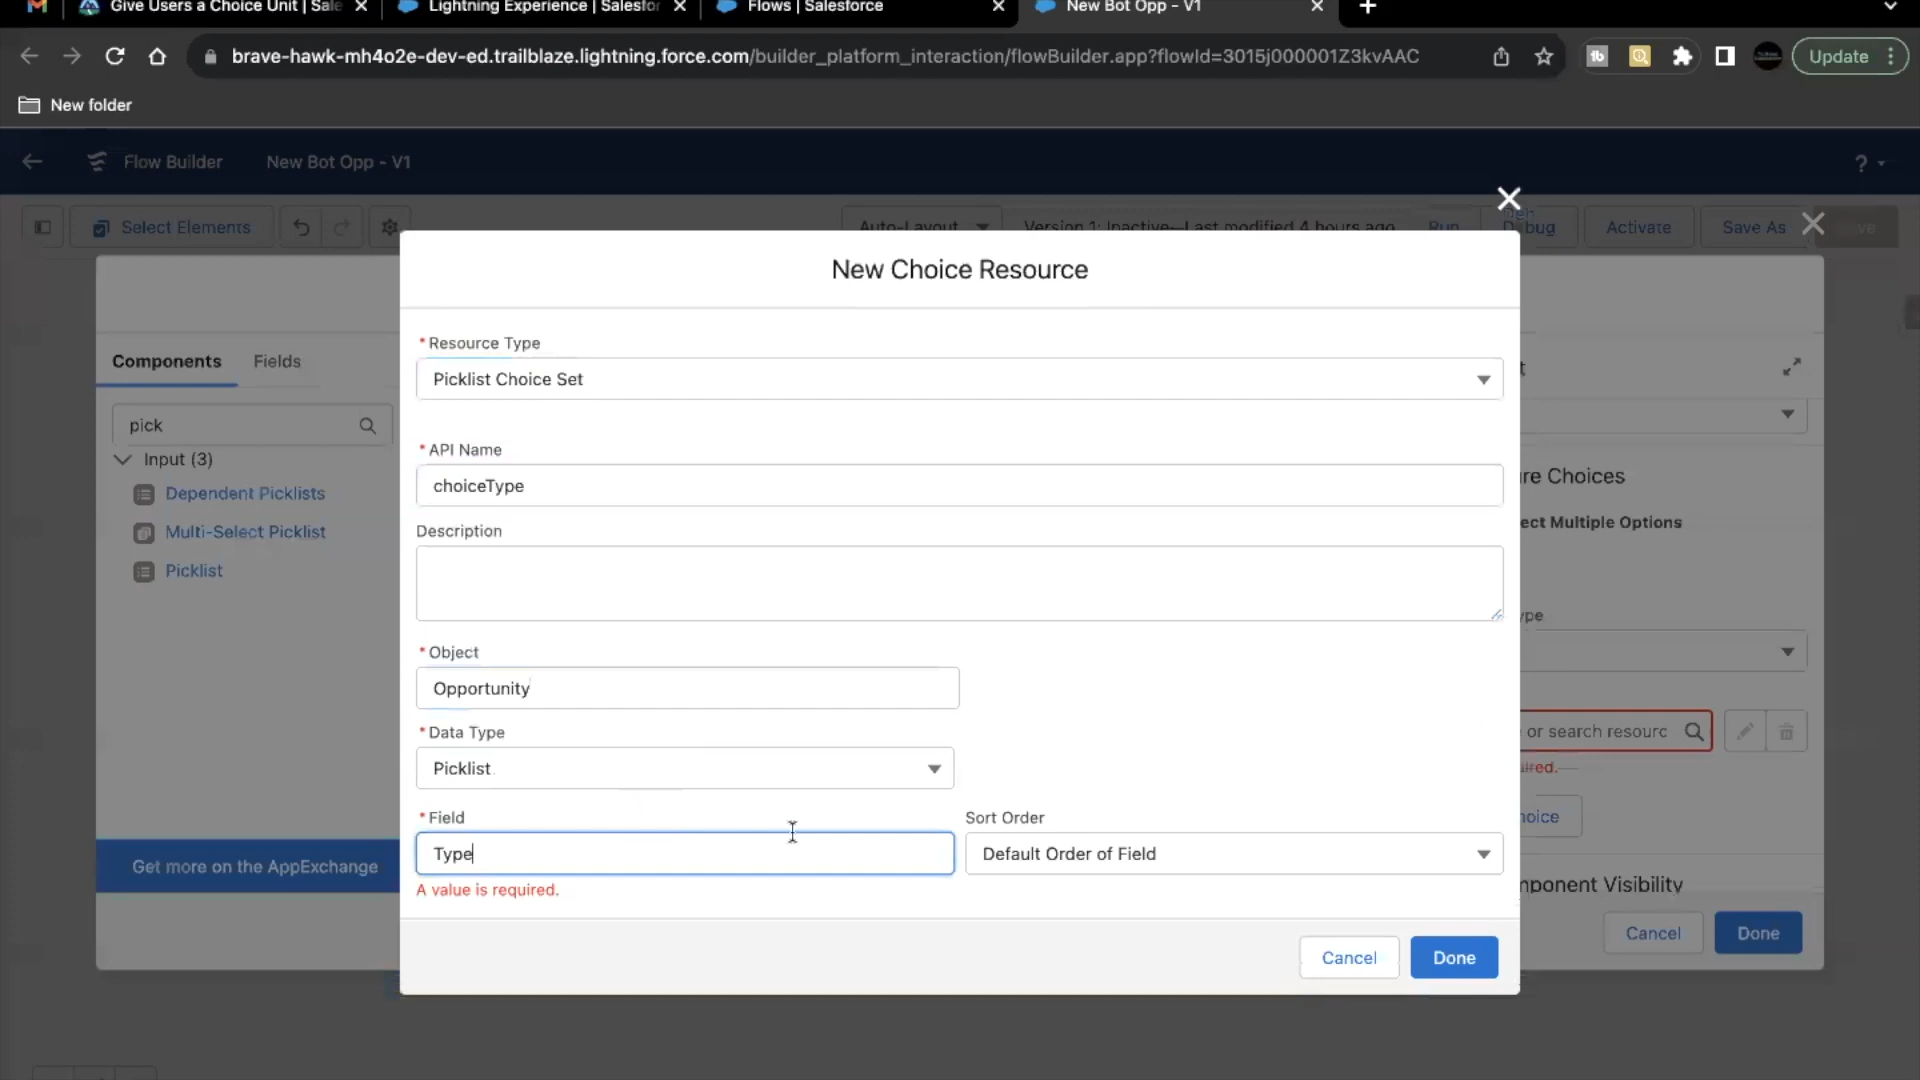 Give Users a Choice Unit | Sale
Lightning Experience | Salesfor
Flows | Salesforce
New Bot Opp - V1
brave-hawk-mh4o2e-dev-ed.trailblaze.lightning.force.com/builder_platform_interaction/flowBuilder.app?flowId=3015j000001Z3kvAAC
Update
New folder
Flow Builder
New Bot Opp - V1
?
Select Elements
Auto-Layout
Version 1: Inactive—Last modified 4 hours ago
Run
Debug
Activate
Save As
New Choice Resource
Components
Fields
pick
Input (3)
Dependent Picklists
Multi-Select Picklist
Picklist
Get more on the AppExchange
* Resource Type
Picklist Choice Set
* API Name
choiceType
Description
* Object
Opportunity
* Data Type
Picklist
* Field
Type
A value is required.
Sort Order
Default Order of Field
Cancel
Done
re Choices
ect Multiple Options
ype
or search resourc
ired.
hoice
mponent Visibility
Cancel
Done